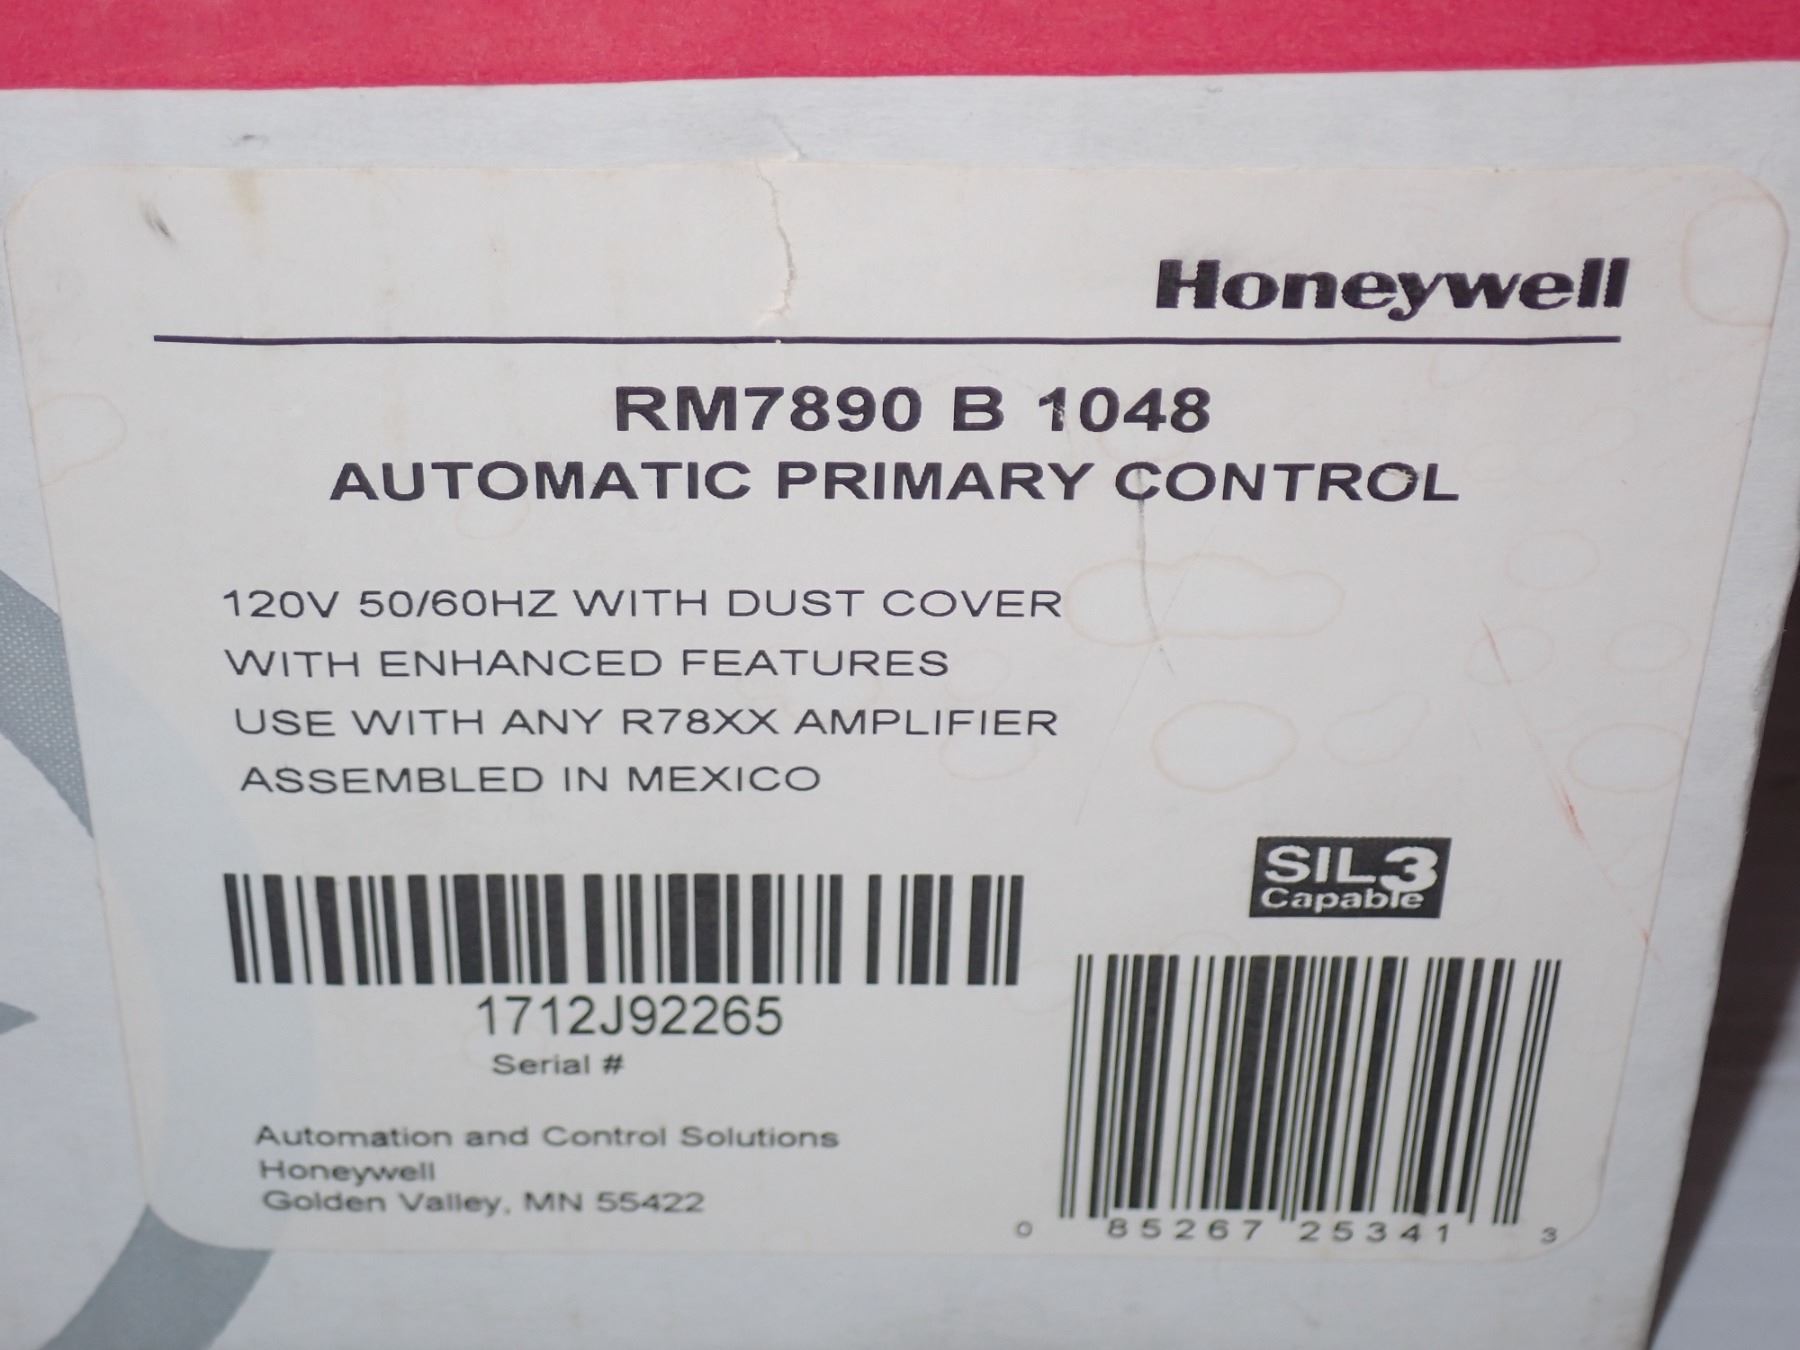 Honeywell
RM7890 B 1048
AUTOMATIC PRIMARY CONTROL
120V 50/60HZ WITH DUST COVER
WITH ENHANCED FEATURES
USE WITH ANY R78XX AMPLIFIER
ASSEMBLED IN MEXICO
SIL3
Capable
1712J92265
Serial #
Automation and Control Solutions
Honeywell
Golden Valley, MN 55422
0 85267 25341 3